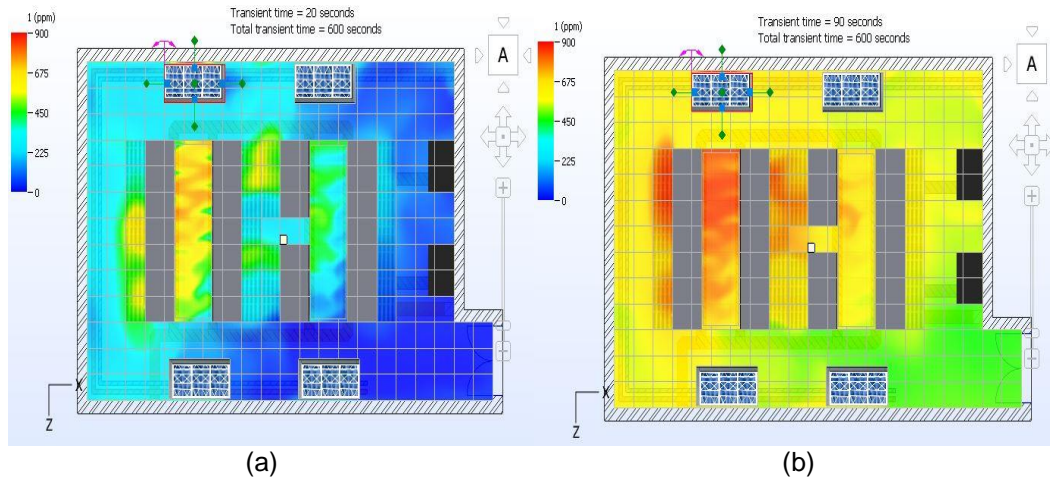 1 (ppm)
900
675
450
225
0
Transient time = 20 seconds
Total transient time = 600 seconds
A
X
Z
(a)
1 (ppm)
900
675
450
225
0
Transient time = 90 seconds
Total transient time = 600 seconds
A
X
Z
(b)